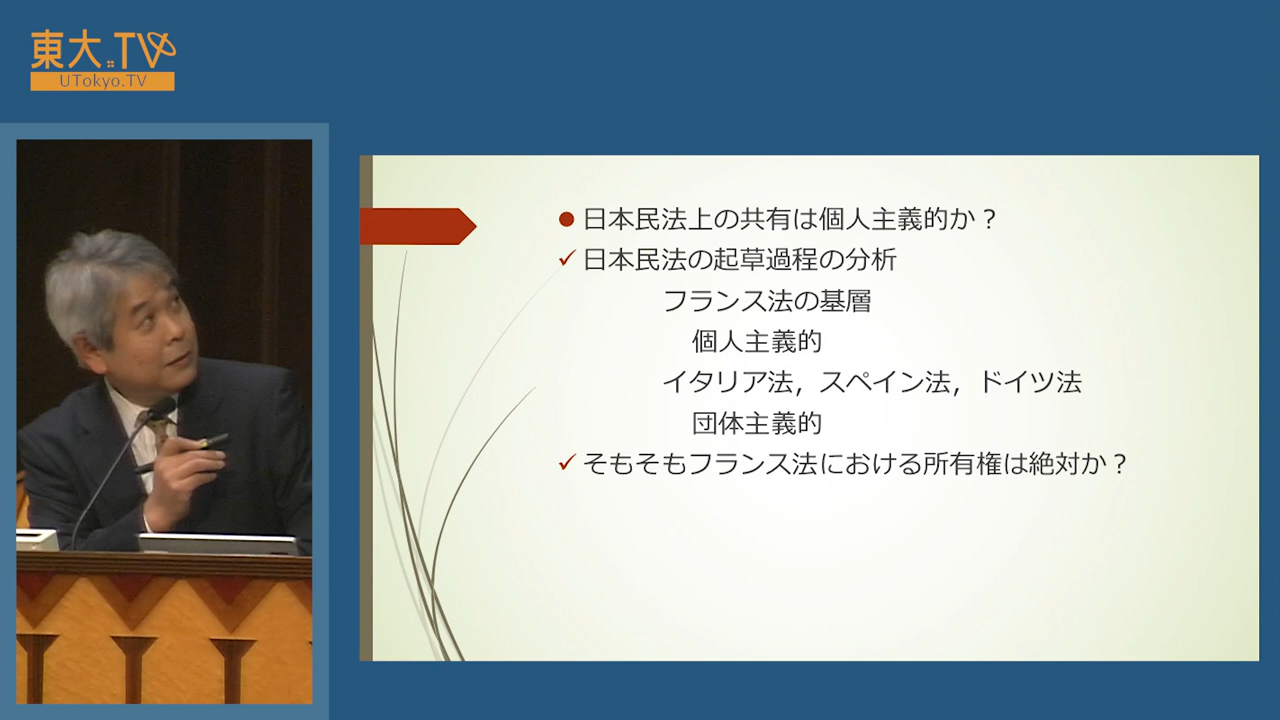 東大.TV
UTokyo.TV
日本民法上の共有は個人主義的か？
日本民法の起草過程の分析
フランス法の基層
個人主義的
イタリア法，スペイン法，ドイツ法
団体主義的
そもそもフランス法における所有権は絶対か？